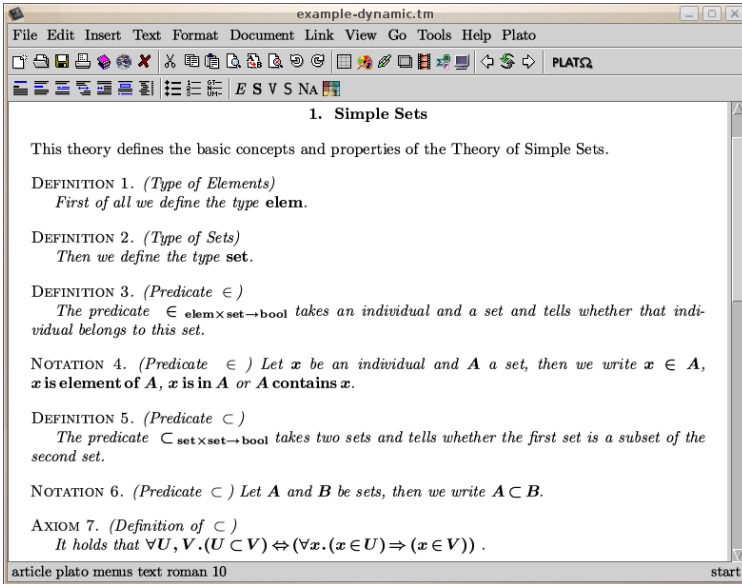 example-dynamic.tm
File Edit Insert Text Format Document Link View Go Tools Help Plato
PLATΩ
E S V S NA
1. Simple Sets
This theory defines the basic concepts and properties of the Theory of Simple Sets.
DEFINITION 1. (Type of Elements)
First of all we define the type elem.
DEFINITION 2. (Type of Sets)
Then we define the type set.
DEFINITION 3. (Predicate ∈ )
The predicate ∈ elem×set→bool takes an individual and a set and tells whether that indi-
vidual belongs to this set.
NOTATION 4. (Predicate ∈ ) Let x be an individual and A a set, then we write x ∈ A,
x is element of A, x is in A or A contains x.
DEFINITION 5. (Predicate ⊂ )
The predicate ⊂ set×set→bool takes two sets and tells whether the first set is a subset of the
second set.
NOTATION 6. (Predicate ⊂ ) Let A and B be sets, then we write A ⊂ B.
AXIOM 7. (Definition of ⊂ )
It holds that ∀U, V.(U ⊂ V) ⇔ (∀x.(x ∈ U) ⇒ (x ∈ V)) .
article plato menus text roman 10 start